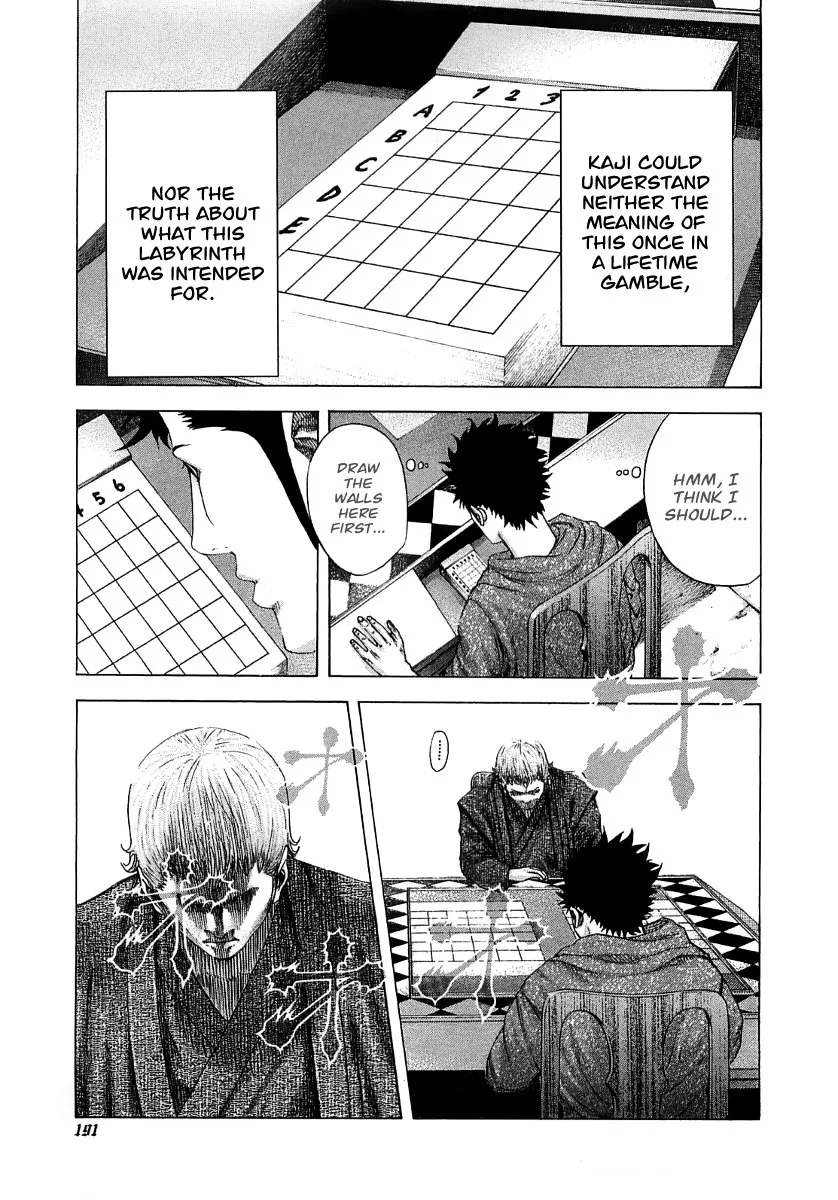 1 2 3
A
B
C
D
E
KAJI COULD
UNDERSTAND
NEITHER THE
MEANING OF
THIS ONCE IN
A LIFETIME
GAMBLE,
NOR THE
TRUTH ABOUT
WHAT THIS
LABYRINTH
WAS INTENDED
FOR.
HMM, I
THINK I
SHOULD...
DRAW
THE
WALLS
HERE
FIRST...
4 5 6
191